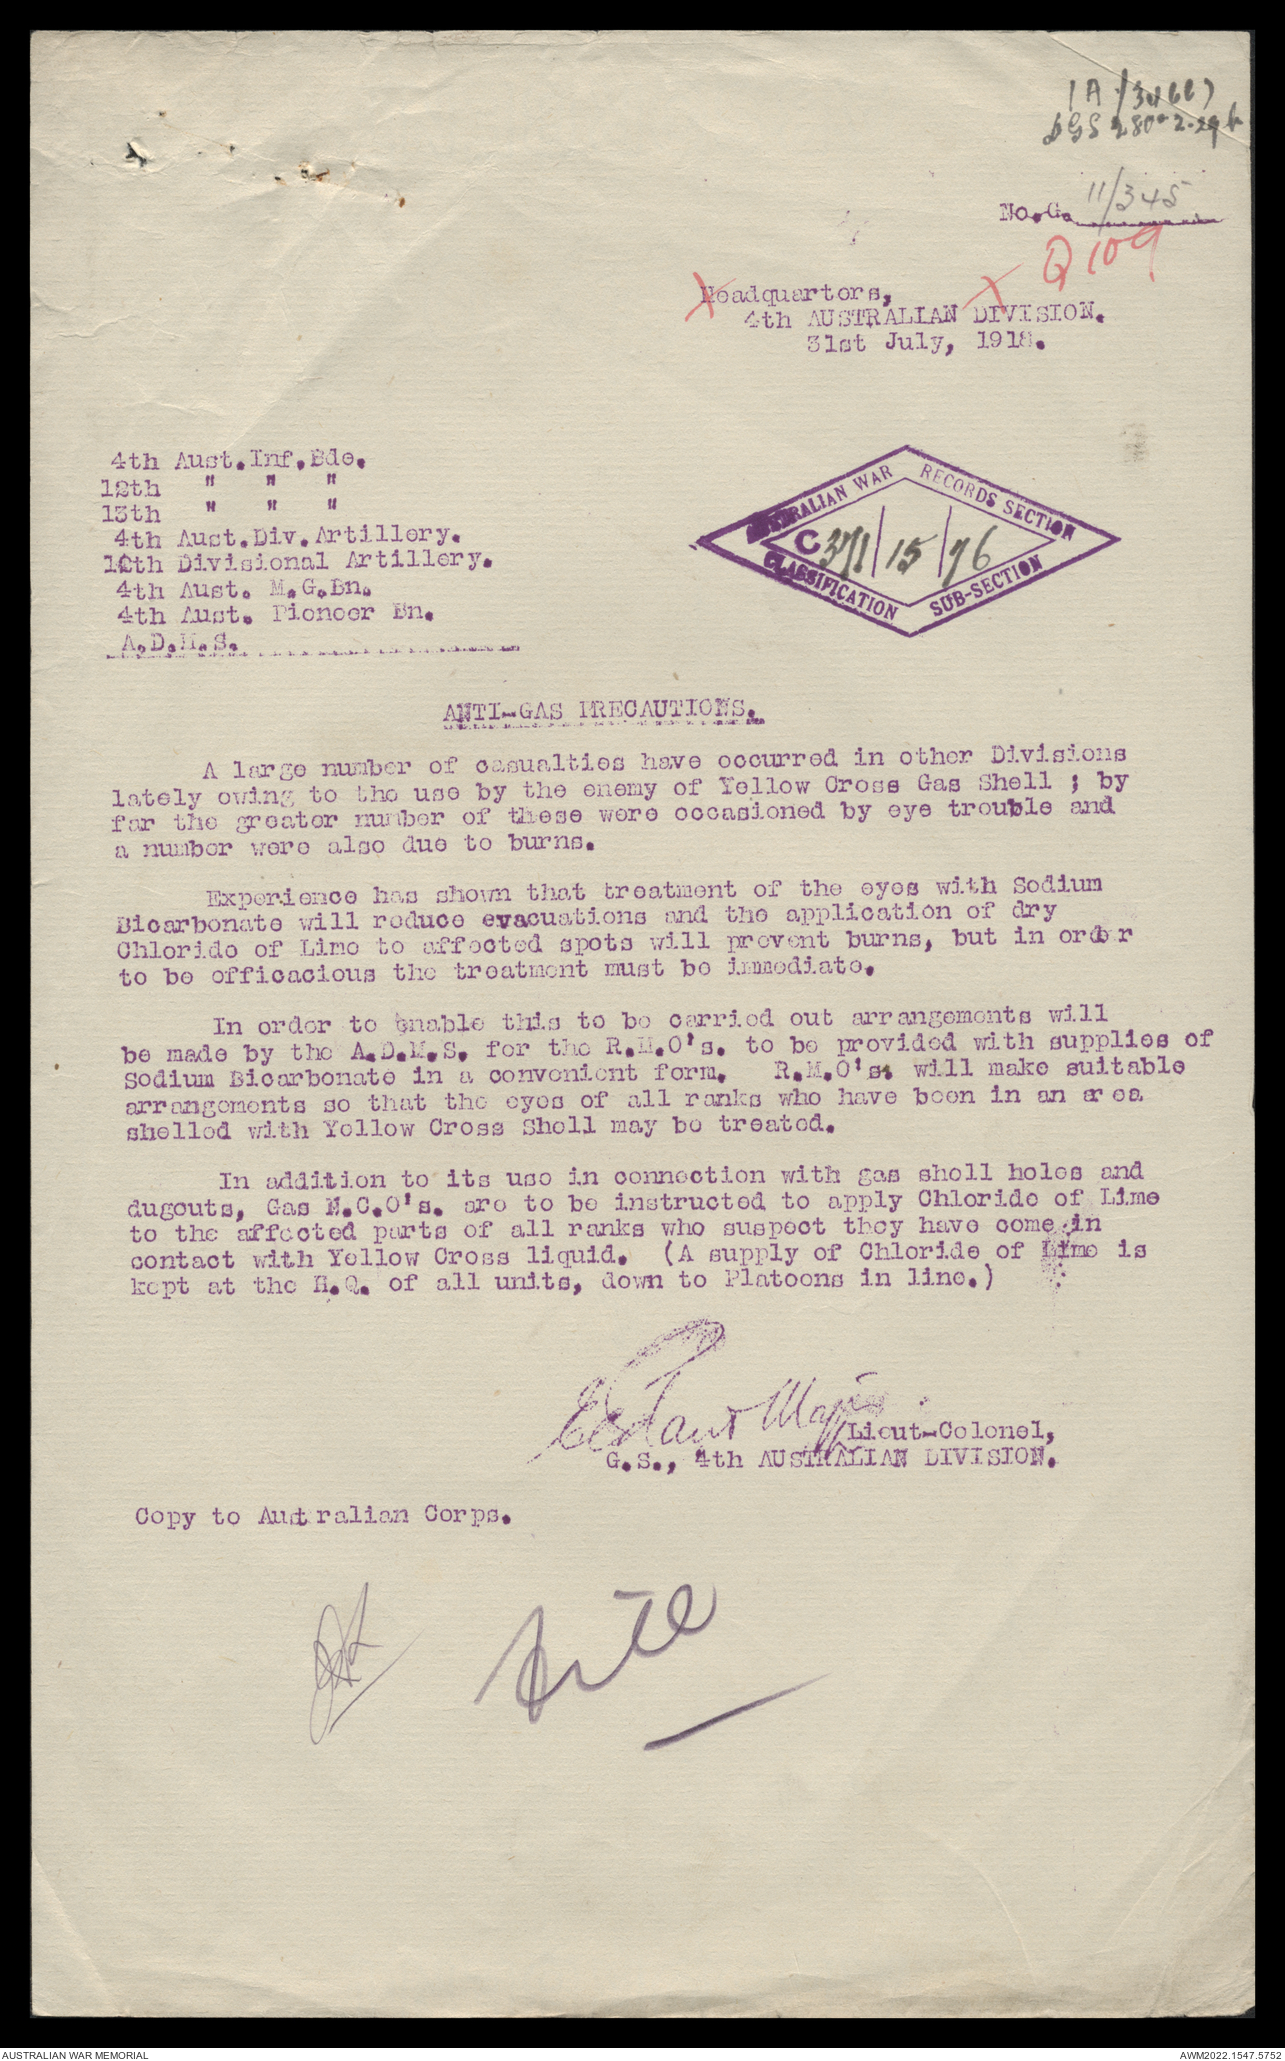 No.G. 11/345
Q 109
Headquarters,
4th AUSTRALIAN DIVISION.
31st July, 1918.
4th Aust.Inf.Bde.
12th " " "
13th " " "
4th Aust.Div.Artillery.
12th Divisional Artillery.
4th Aust. M.G.Bn.
4th Aust. Pioneer Bn.
A.D.M.S.
AUSTRALIAN WAR RECORDS SECTION
C 371/15/76
CLASSIFICATION SUB-SECTION
ANTI-GAS PRECAUTIONS.
A large number of casualties have occurred in other Divisions
lately owing to the use by the enemy of Yellow Cross Gas Shell ; by
far the greater number of these were occasioned by eye trouble and
a number were also due to burns.
Experience has shown that treatment of the eyes with Sodium
Bicarbonate will reduce evacuations and the application of dry
Chloride of Lime to affected spots will prevent burns, but in order
to be efficacious the treatment must be immediate.
In order to enable this to be carried out arrangements will
be made by the A.D.M.S. for the R.M.O's. to be provided with supplies of
Sodium Bicarbonate in a convenient form. R.M.O's. will make suitable
arrangements so that the eyes of all ranks who have been in an area
shelled with Yellow Cross Shell may be treated.
In addition to its use in connection with gas shell holes and
dugouts, Gas N.C.O's. are to be instructed to apply Chloride of Lime
to the affected parts of all ranks who suspect they have come in
contact with Yellow Cross liquid. (A supply of Chloride of Lime is
kept at the H.Q. of all units, down to Platoons in line.)
Major
Lieut-Colonel,
G.S., 4th AUSTRALIAN DIVISION.
Copy to Australian Corps.
AUSTRALIAN WAR MEMORIAL
AWM2022.1547.5752